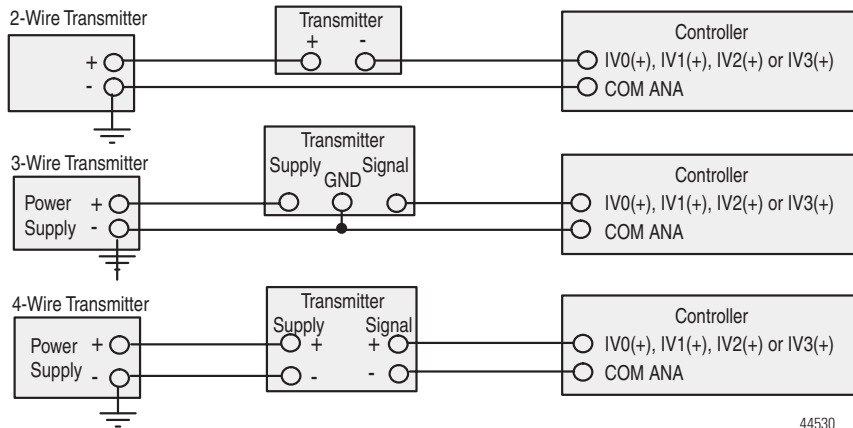 2-Wire Transmitter
Transmitter
+ -
Controller
+
-
IV0(+), IV1(+), IV2(+) or IV3(+)
COM ANA
3-Wire Transmitter
Transmitter
Supply GND Signal
Controller
Power Supply + -
IV0(+), IV1(+), IV2(+) or IV3(+)
COM ANA
4-Wire Transmitter
Transmitter
Supply Signal
+ +
- -
Controller
Power Supply + -
IV0(+), IV1(+), IV2(+) or IV3(+)
COM ANA
44530